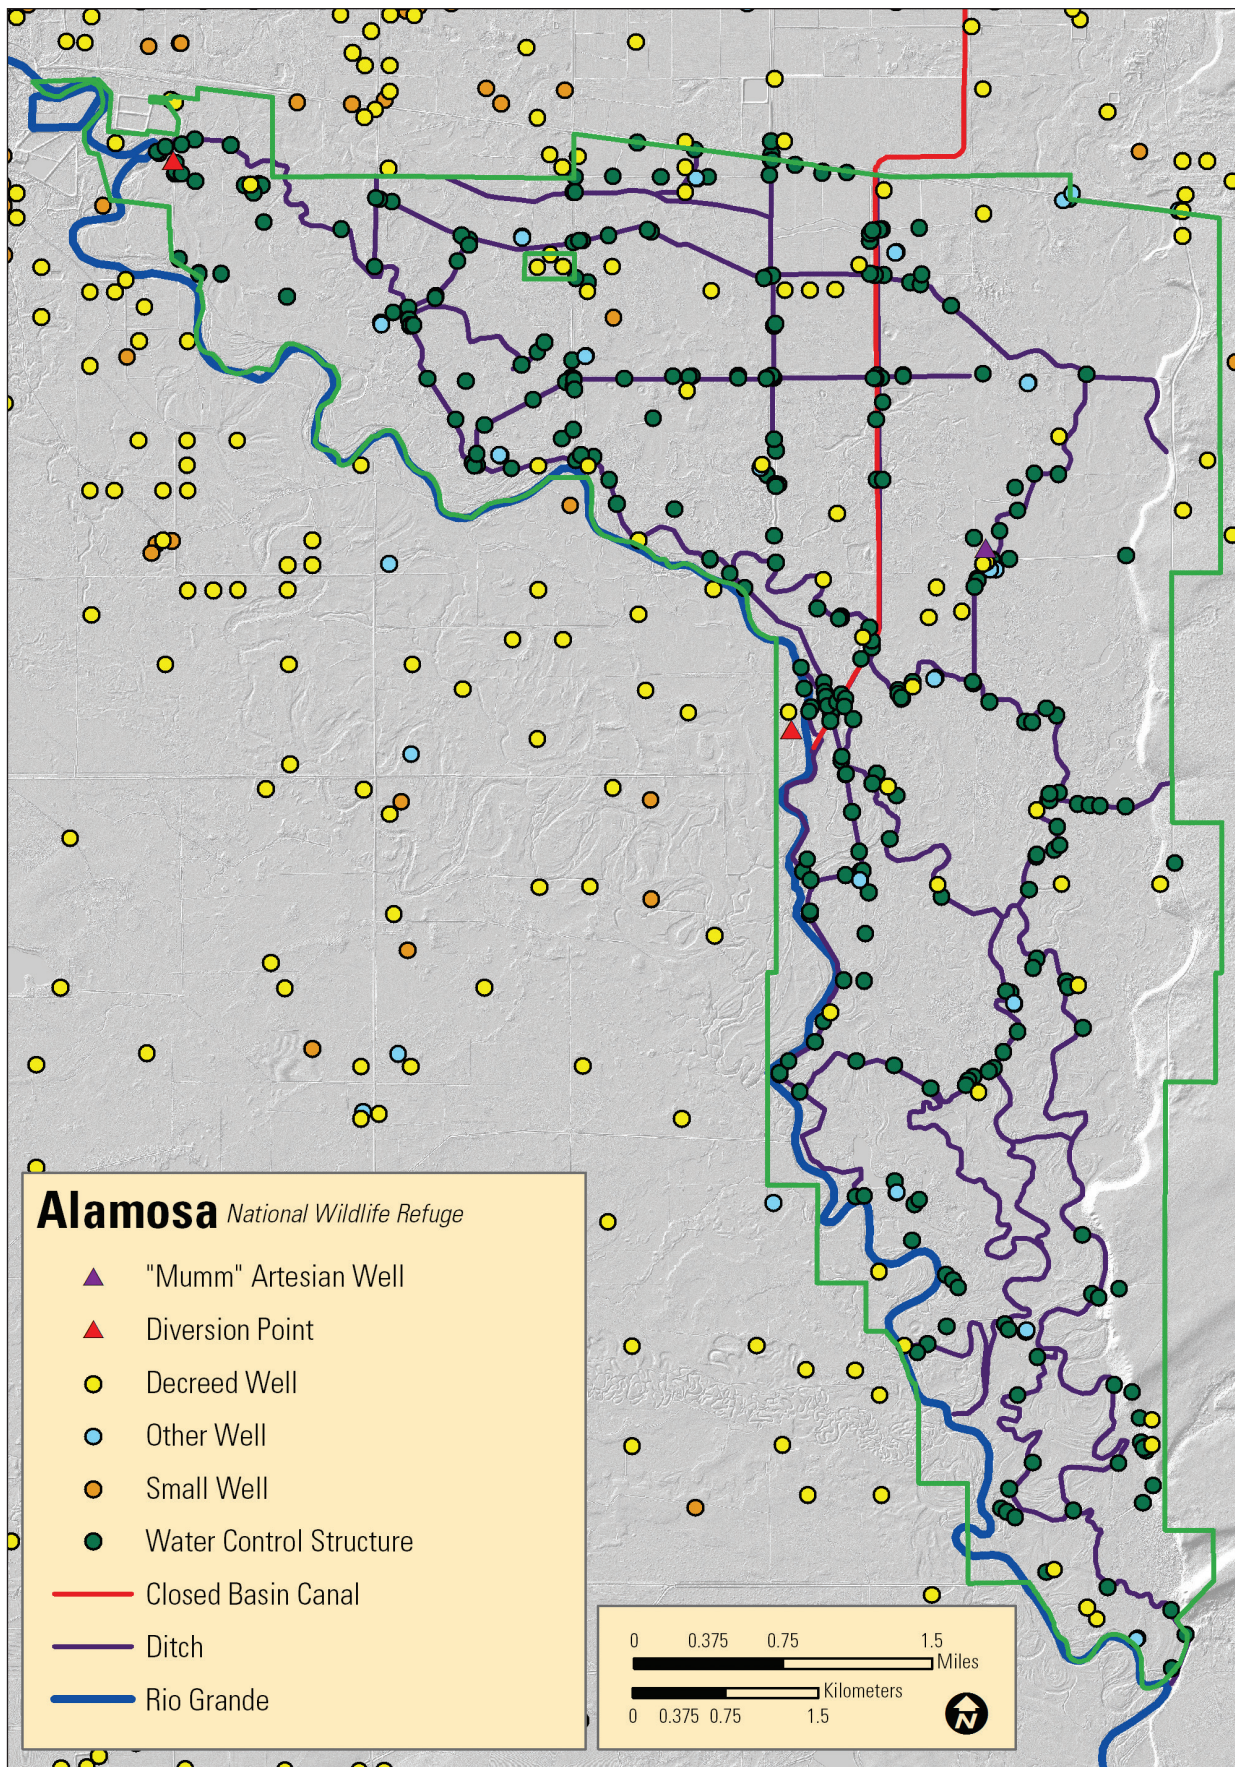 Alamosa National Wildlife Refuge
"Mumm" Artesian Well
Diversion Point
Decreed Well
Other Well
Small Well
Water Control Structure
Closed Basin Canal
Ditch
Rio Grande
0 0.375 0.75 1.5
Miles
Kilometers
0 0.375 0.75 1.5
N